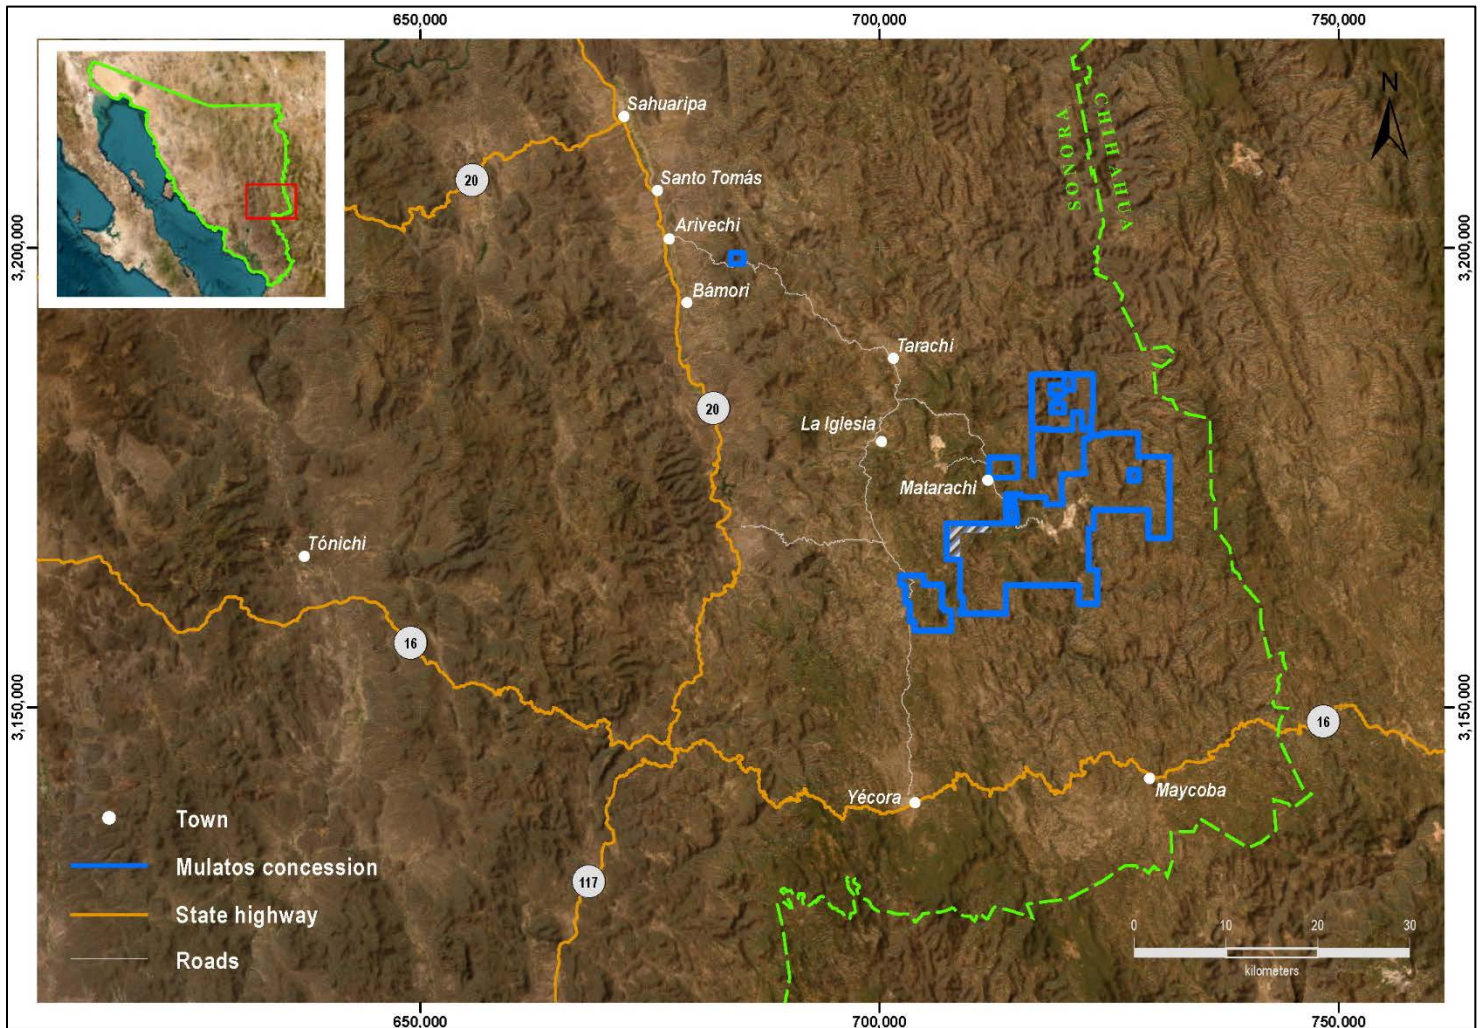 650,000
700,000
750,000
N
Sahuaripa
CHIHUAHUA
SONORA
20
Santo Tomás
Arivechi
3,200,000
3,200,000
Bámori
Tarachi
20
La Iglesia
Matarachi
Tónichi
16
3,150,000
3,150,000
16
Maycoba
Yécora
Town
Mulatos concession
117
State highway
0 10 20 30
Roads
kilometers
650,000
700,000
750,000